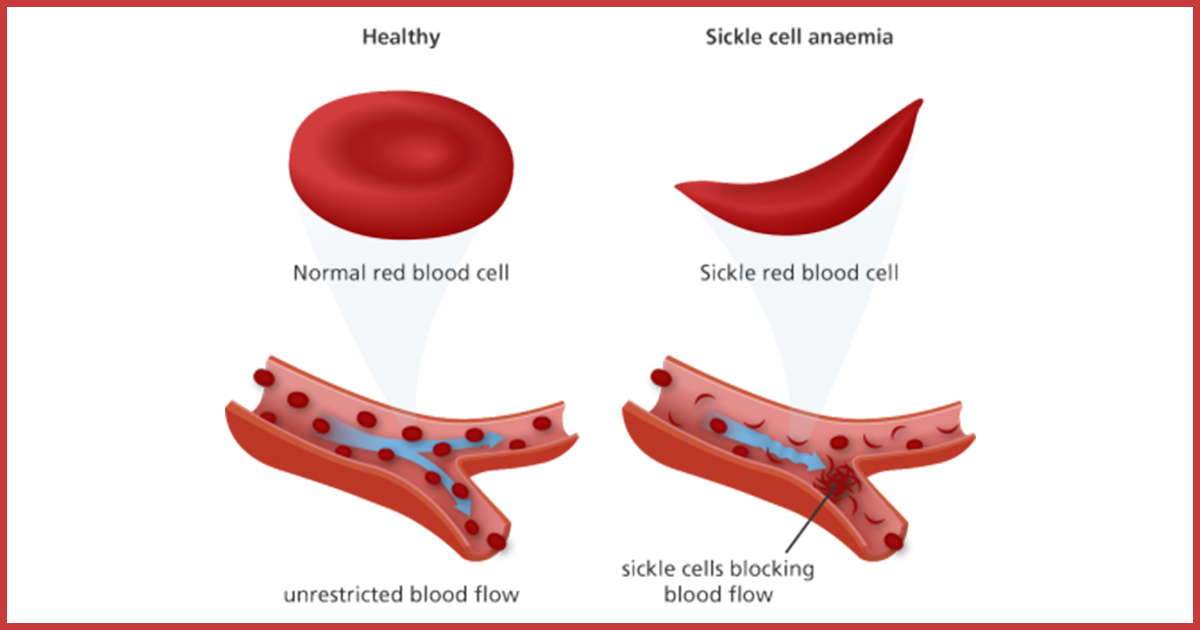 Healthy
Sickle cell anaemia
Normal red blood cell
Sickle red blood cell
unrestricted blood flow
sickle cells blocking
blood flow